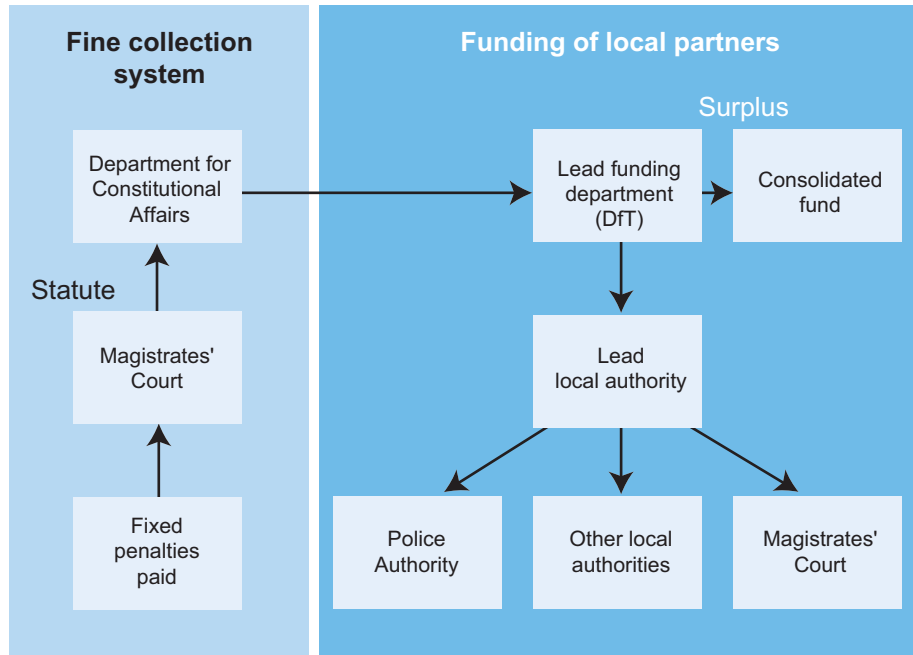 Fine collection
system
Department for
Constitutional
Affairs
Statute
Magistrates'
Court
Fixed
penalties
paid
Funding of local partners
Surplus
Lead funding
department
(DfT)
Consolidated
fund
Lead
local authority
Police
Authority
Other local
authorities
Magistrates'
Court